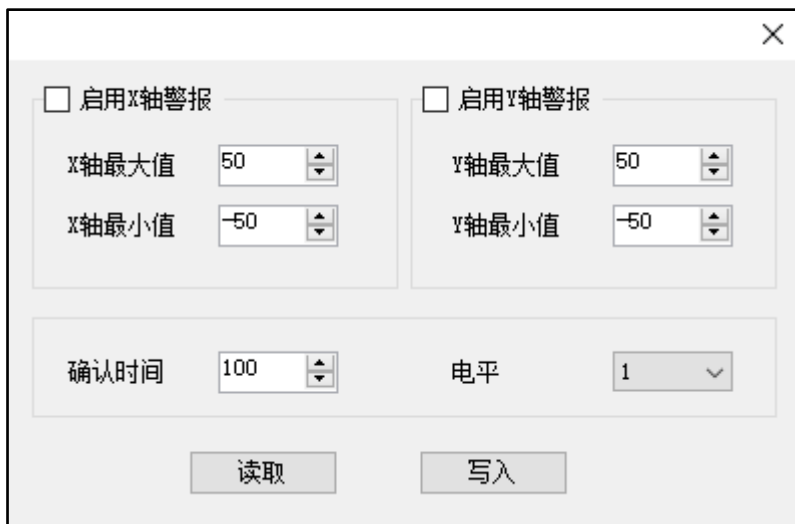 启用X轴警报 启用Y轴警报
X轴最大值 50 Y轴最大值 50
X轴最小值 -50 Y轴最小值 -50
确认时间 100 电平 1
读取 写入